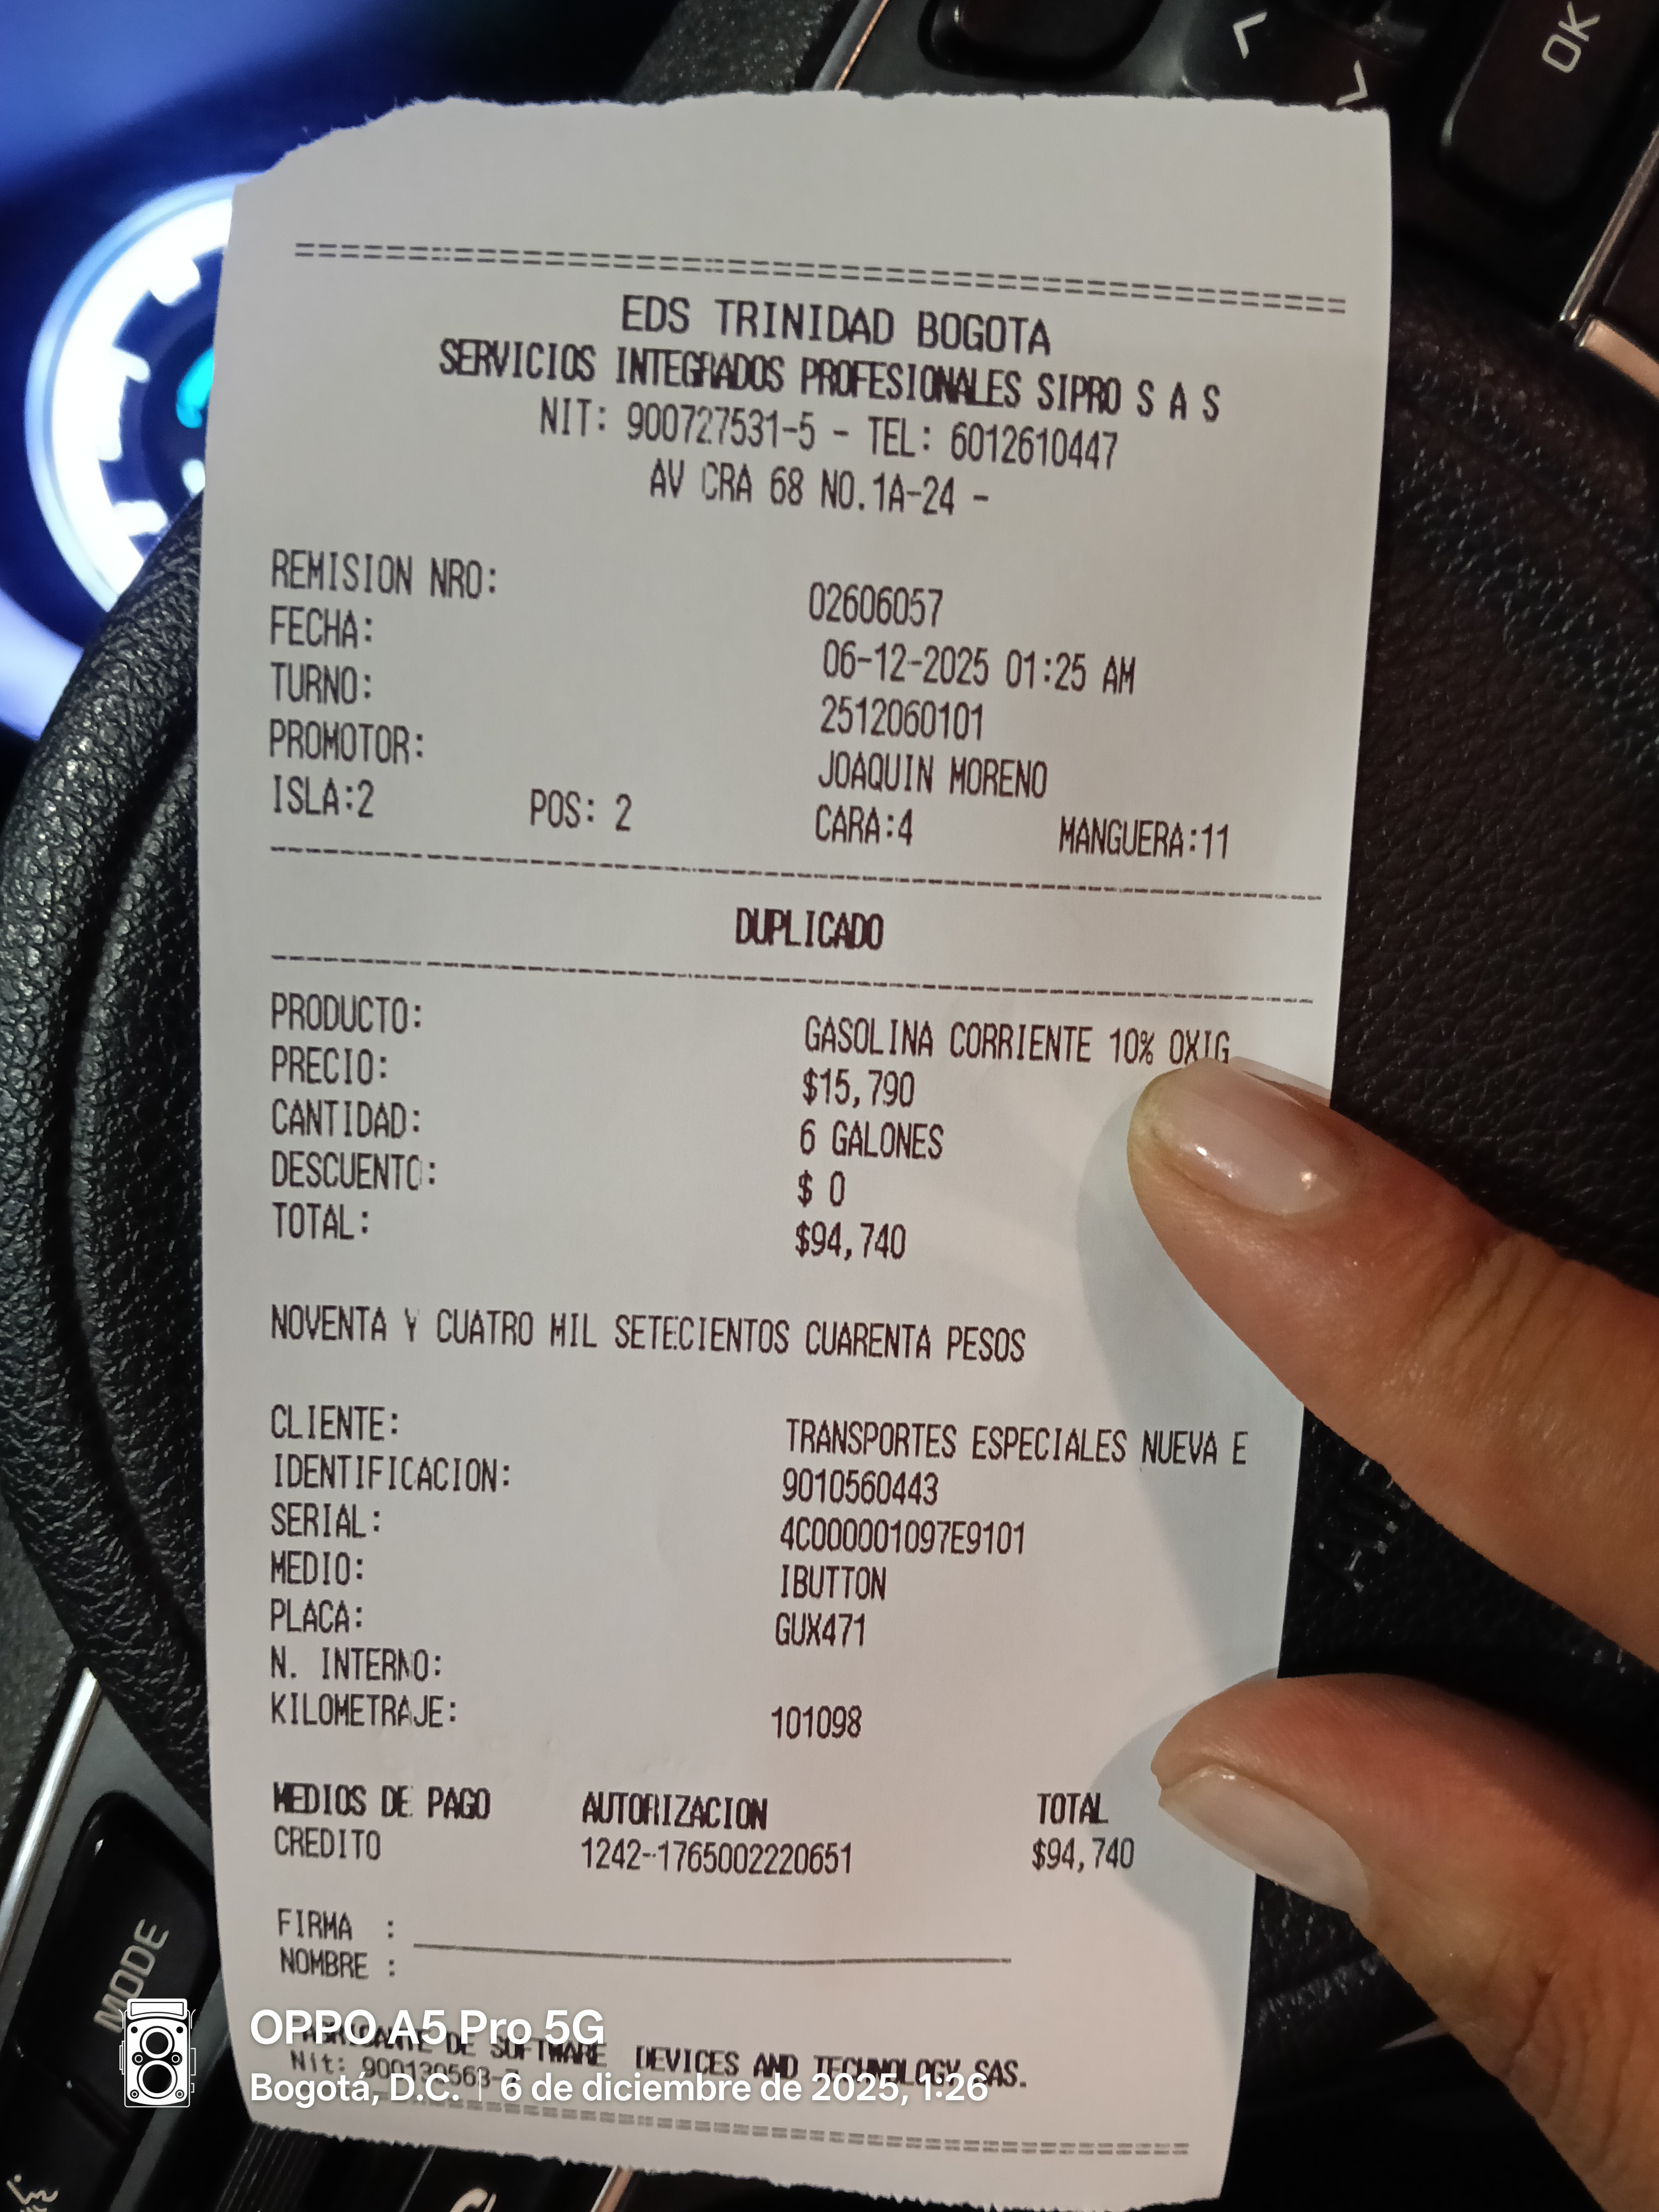 OK
EDS TRINIDAD BOGOTA
SERVICIOS INTEGRADOS PROFESIONALES SIPRO S A S
NIT: 900727531-5 - TEL: 6012610447
AV CRA 68 NO.1A-24 -
REMISION NRO: 02606057
FECHA: 06-12-2025 01:25 AM
TURNO: 2512060101
PROMOTOR: JOAQUIN MORENO
ISLA:2 POS: 2 CARA:4 MANGUERA:11
DUPLICADO
PRODUCTO: GASOLINA CORRIENTE 10% OXIG
PRECIO: $15,790
CANTIDAD: 6 GALONES
DESCUENTO: $ 0
TOTAL: $94,740
NOVENTA Y CUATRO MIL SETECIENTOS CUARENTA PESOS
CLIENTE: TRANSPORTES ESPECIALES NUEVA E
IDENTIFICACION: 9010560443
SERIAL: 4C000001097E9101
MEDIO: IBUTTON
PLACA: GUX471
N. INTERNO:
KILOMETRAJE: 101098
MEDIOS DE PAGO AUTORIZACION TOTAL
CREDITO 1242-1765002220651 $94,740
FIRMA :
NOMBRE :
MODE
OPPO A5 Pro 5G
DE SOFTWARE DEVICES AND TECHNOLOGY SAS.
Nit:
Bogotá, D.C. | 6 de diciembre de 2025, 1:26